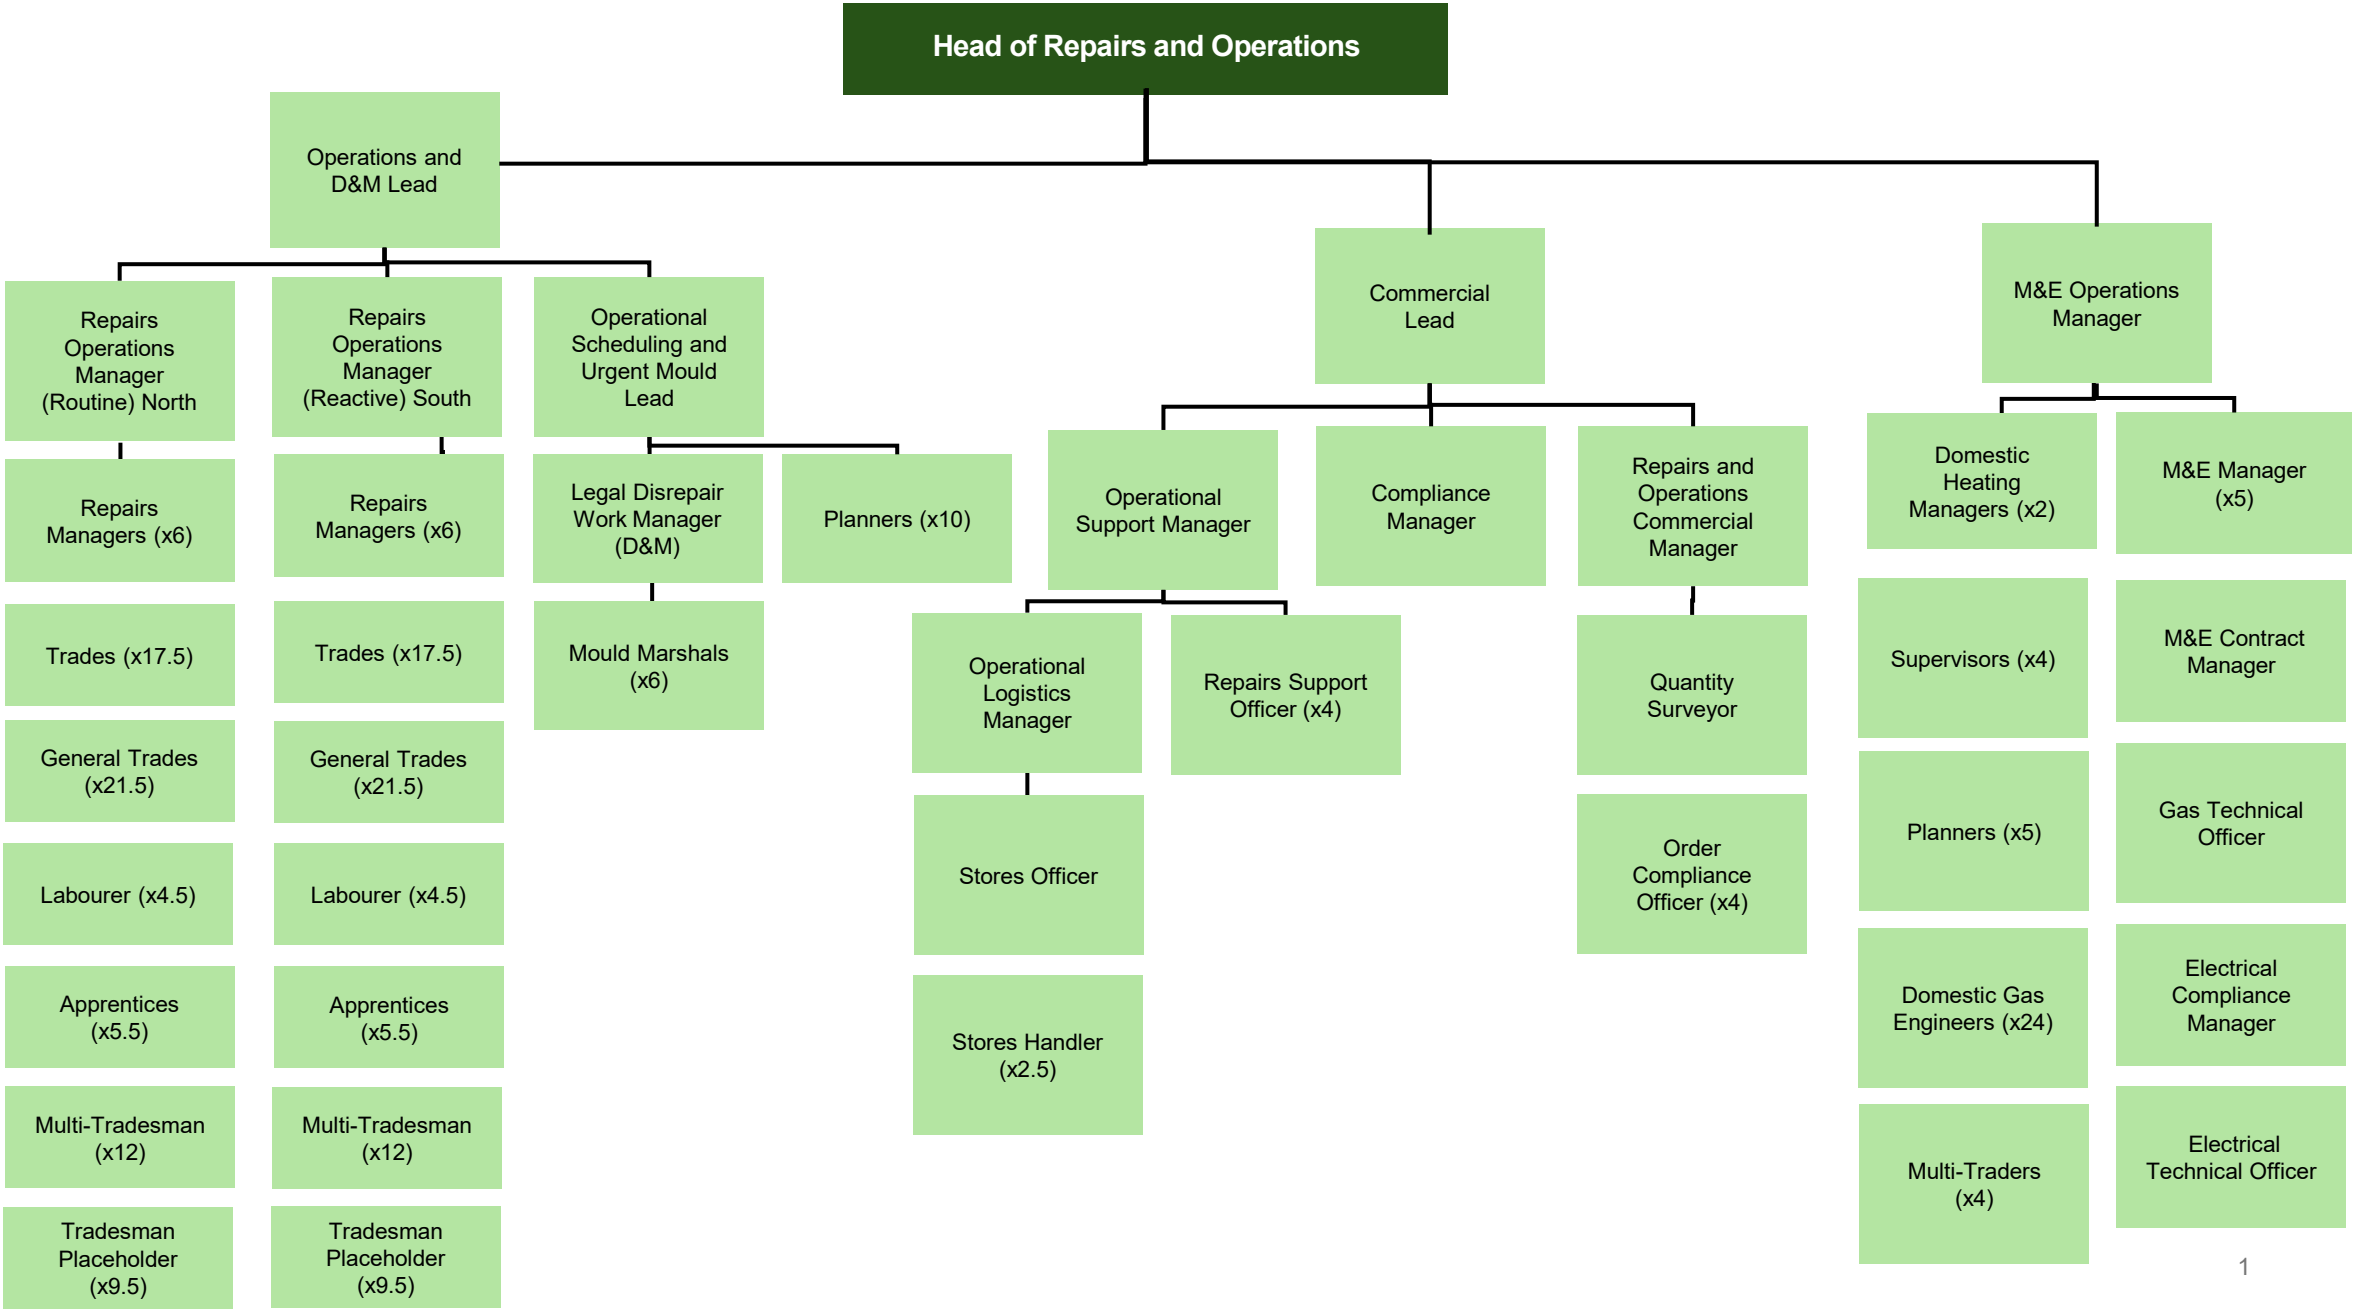 Head of Repairs and Operations
Operations and
D&M Lead
Commercial
Lead
M&E Operations
Manager
Repairs
Operations
Manager
(Routine) North
Repairs
Operations
Manager
(Reactive) South
Operational
Scheduling and
Urgent Mould
Lead
Repairs
Managers (x6)
Repairs
Managers (x6)
Legal Disrepair
Work Manager
(D&M)
Planners (x10)
Trades (x17.5)
Trades (x17.5)
Mould Marshals
(x6)
General Trades
(x21.5)
General Trades
(x21.5)
Labourer (x4.5)
Labourer (x4.5)
Apprentices
(x5.5)
Apprentices
(x5.5)
Multi-Tradesman
(x12)
Multi-Tradesman
(x12)
Tradesman
Placeholder
(x9.5)
Tradesman
Placeholder
(x9.5)
Operational
Support Manager
Compliance
Manager
Repairs and
Operations
Commercial
Manager
Operational
Logistics
Manager
Repairs Support
Officer (x4)
Quantity
Surveyor
Stores Officer
Order
Compliance
Officer (x4)
Stores Handler
(x2.5)
Domestic
Heating
Managers (x2)
M&E Manager
(x5)
Supervisors (x4)
M&E Contract
Manager
Planners (x5)
Gas Technical
Officer
Domestic Gas
Engineers (x24)
Electrical
Compliance
Manager
Multi-Traders
(x4)
Electrical
Technical Officer
1